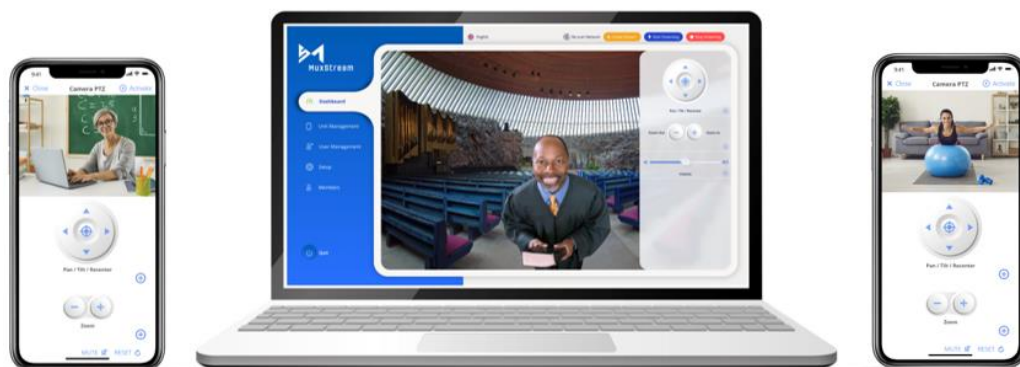 9:41
✕ Close Camera PTZ Activate
Pan / Tilt / Recenter
Zoom
MUTE RESET
MuxStream
English
Dashboard
Unit Management
User Management
Setup
Members
Quit
Pan / Tilt / Recenter
Zoom Out Zoom In
Volume
9:41
✕ Close Camera PTZ Activate
Pan / Tilt / Recenter
Zoom
MUTE RESET